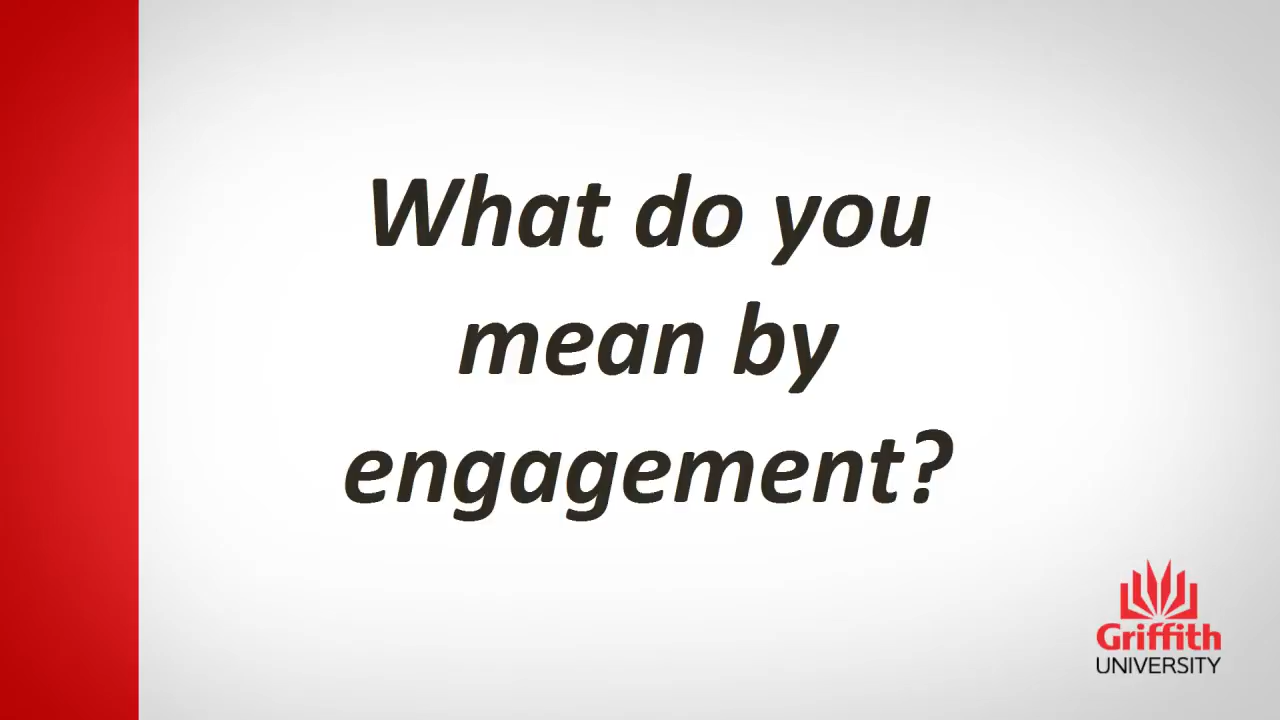 What do you
mean by
engagement?
Griffith
UNIVERSITY